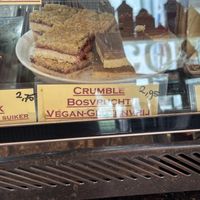 2,75
SUIKER
CRUMBLE
BOSVRUCHT
VEGAN-GLUTENVRIJ
2,95